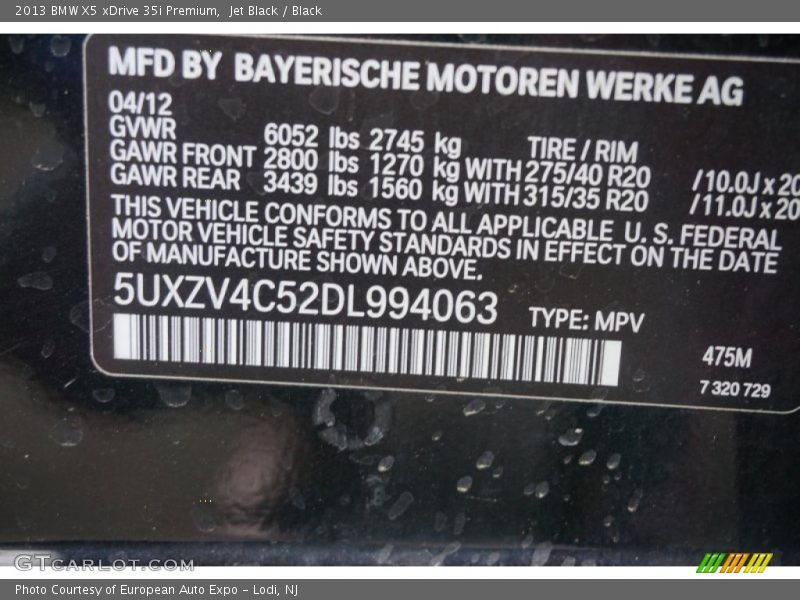 2013 BMW X5 xDrive 35i Premium,  Jet Black / Black
MFD BY BAYERISCHE MOTOREN WERKE AG
04/12
GVWR 6052 lbs 2745 kg TIRE / RIM
GAWR FRONT 2800 lbs 1270 kg WITH 275/40 R20 /10.0J x 20
GAWR REAR 3439 lbs 1560 kg WITH 315/35 R20 /11.0J x 20
THIS VEHICLE CONFORMS TO ALL APPLICABLE U. S. FEDERAL
MOTOR VEHICLE SAFETY STANDARDS IN EFFECT ON THE DATE
OF MANUFACTURE SHOWN ABOVE.
5UXZV4C52DL994063 TYPE: MPV
475M
7 320 729
GTCARLOT.COM
Photo Courtesy of European Auto Expo - Lodi, NJ